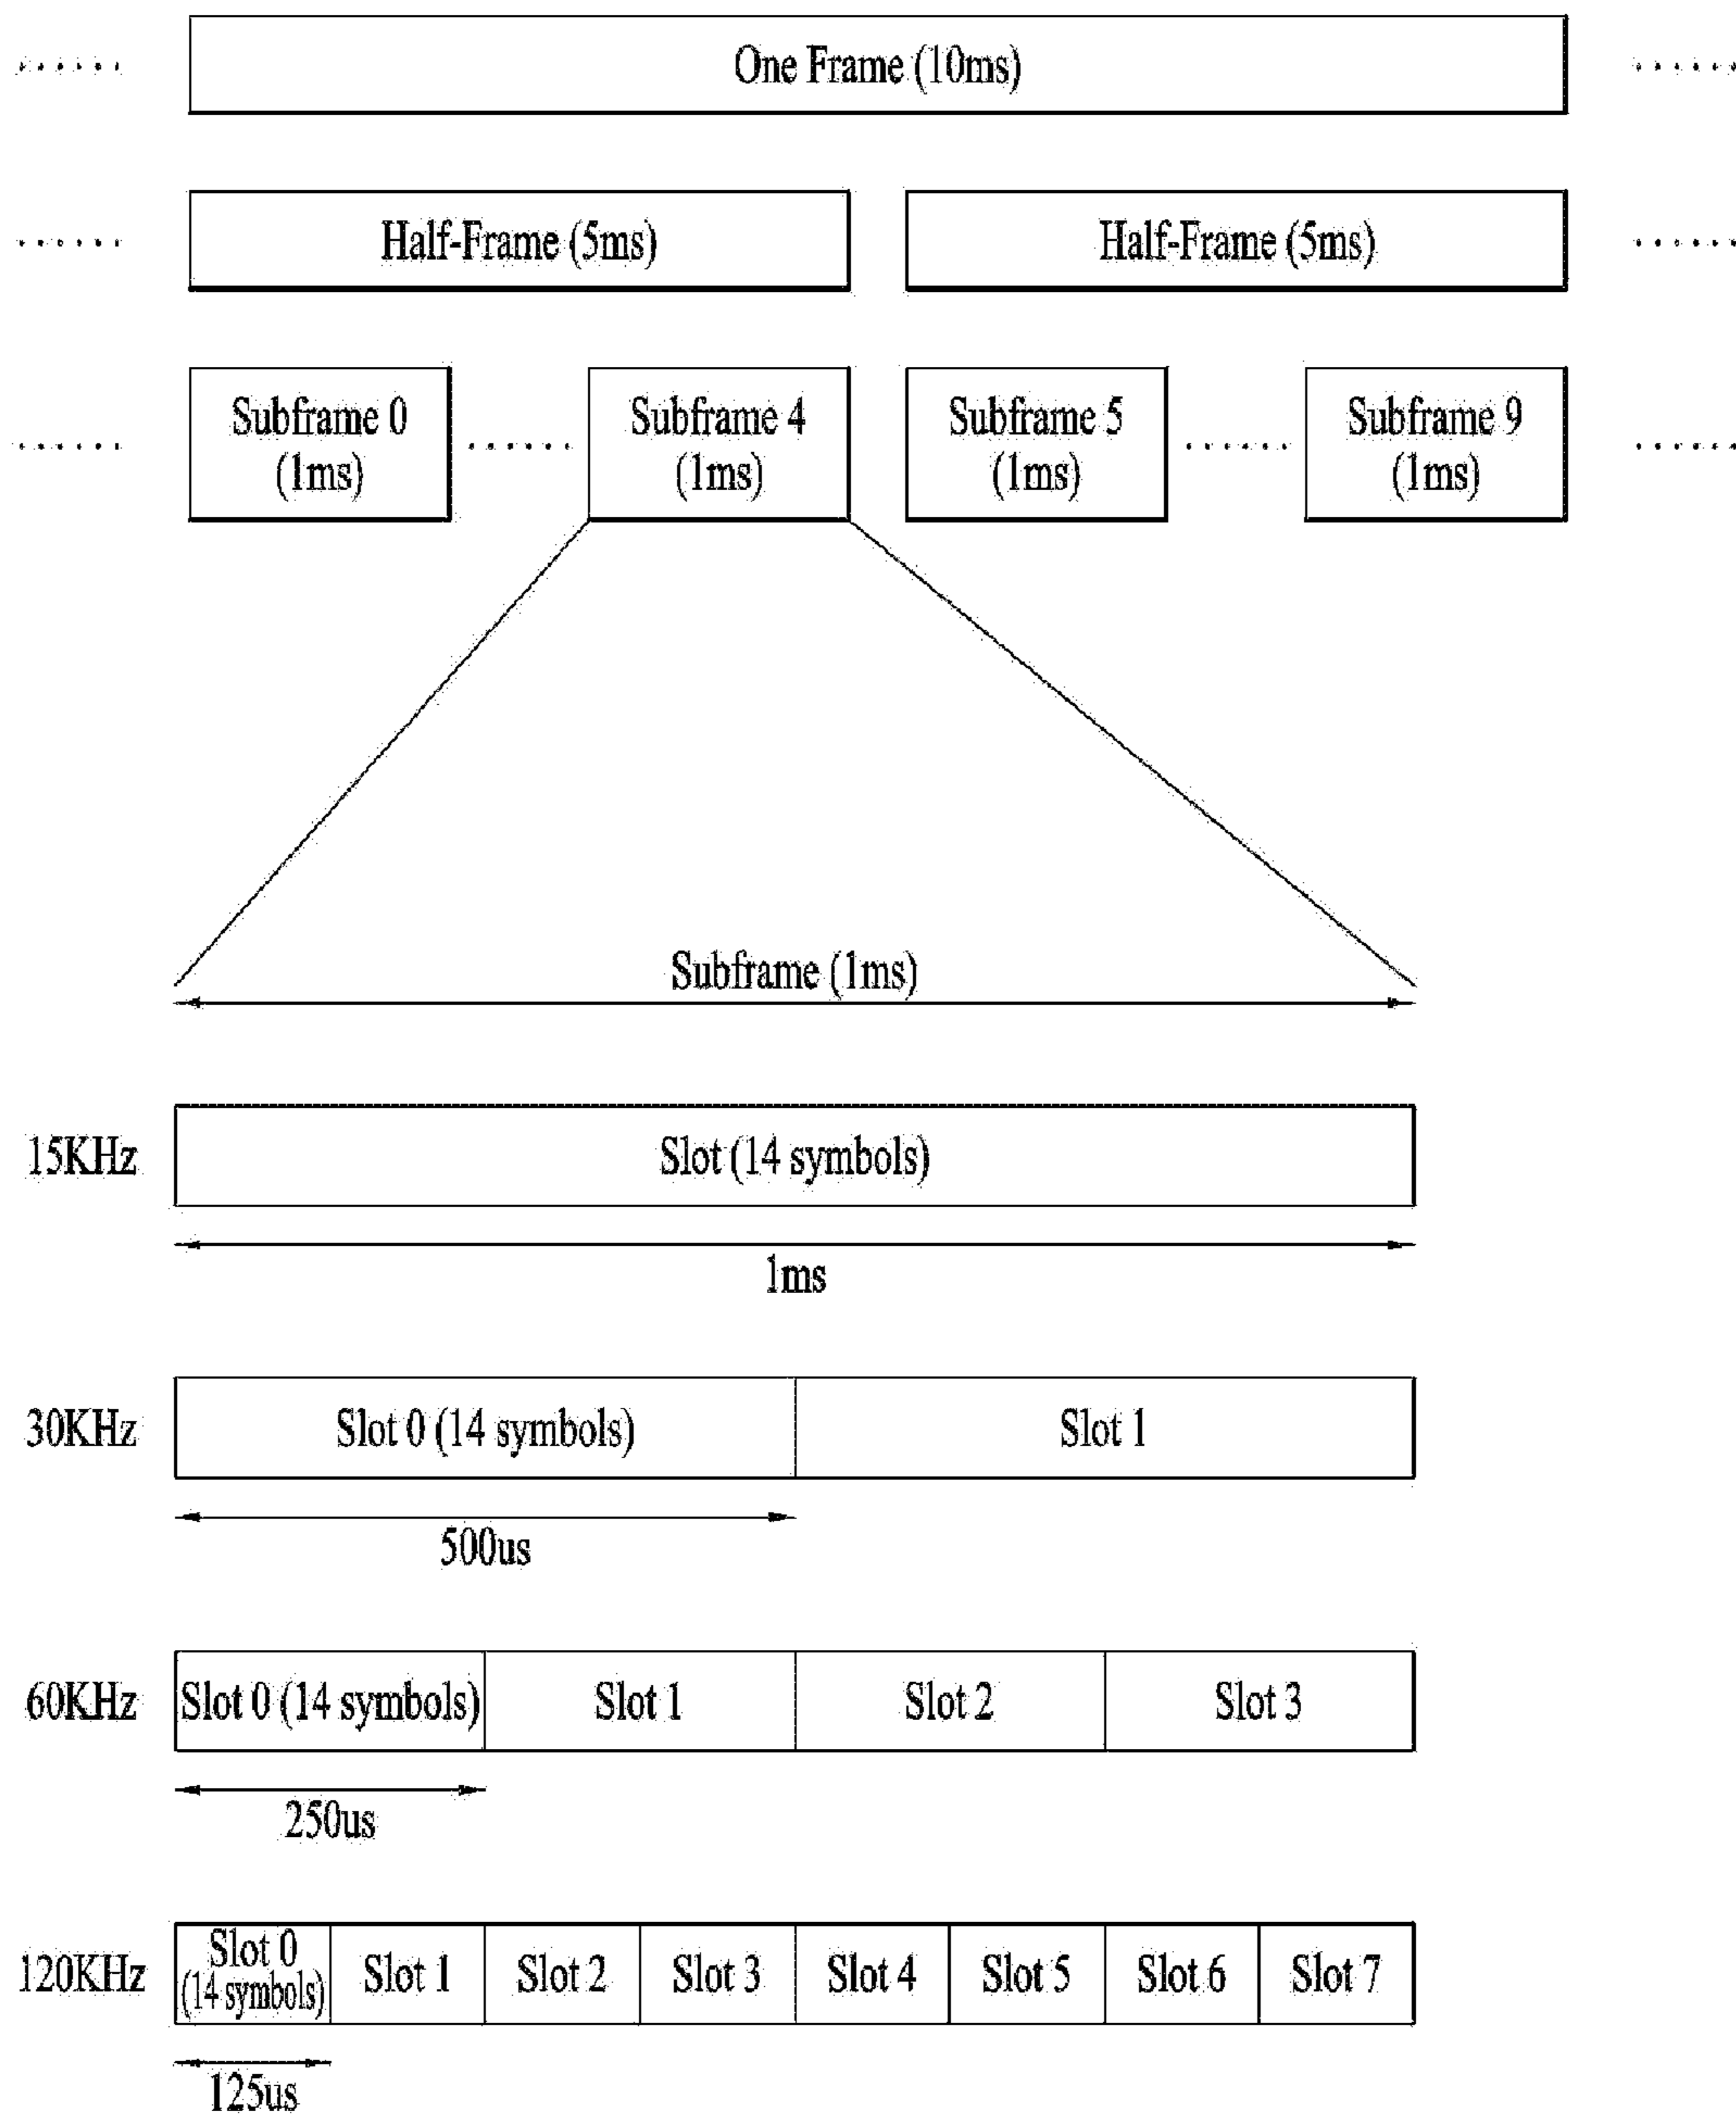 One Frame (10ms)
Half-Frame (5ms)
Half-Frame (5ms)
Subframe 0
(1ms)
Subframe 4
(1ms)
Subframe 5
(1ms)
Subframe 9
(1ms)
Subframe (1ms)
15KHz
Slot (14 symbols)
1ms
30KHz
Slot 0 (14 symbols)
Slot 1
500us
60KHz
Slot 0 (14 symbols)
Slot 1
Slot 2
Slot 3
250us
120KHz
Slot 0
(14 symbols)
Slot 1
Slot 2
Slot 3
Slot 4
Slot 5
Slot 6
Slot 7
125us